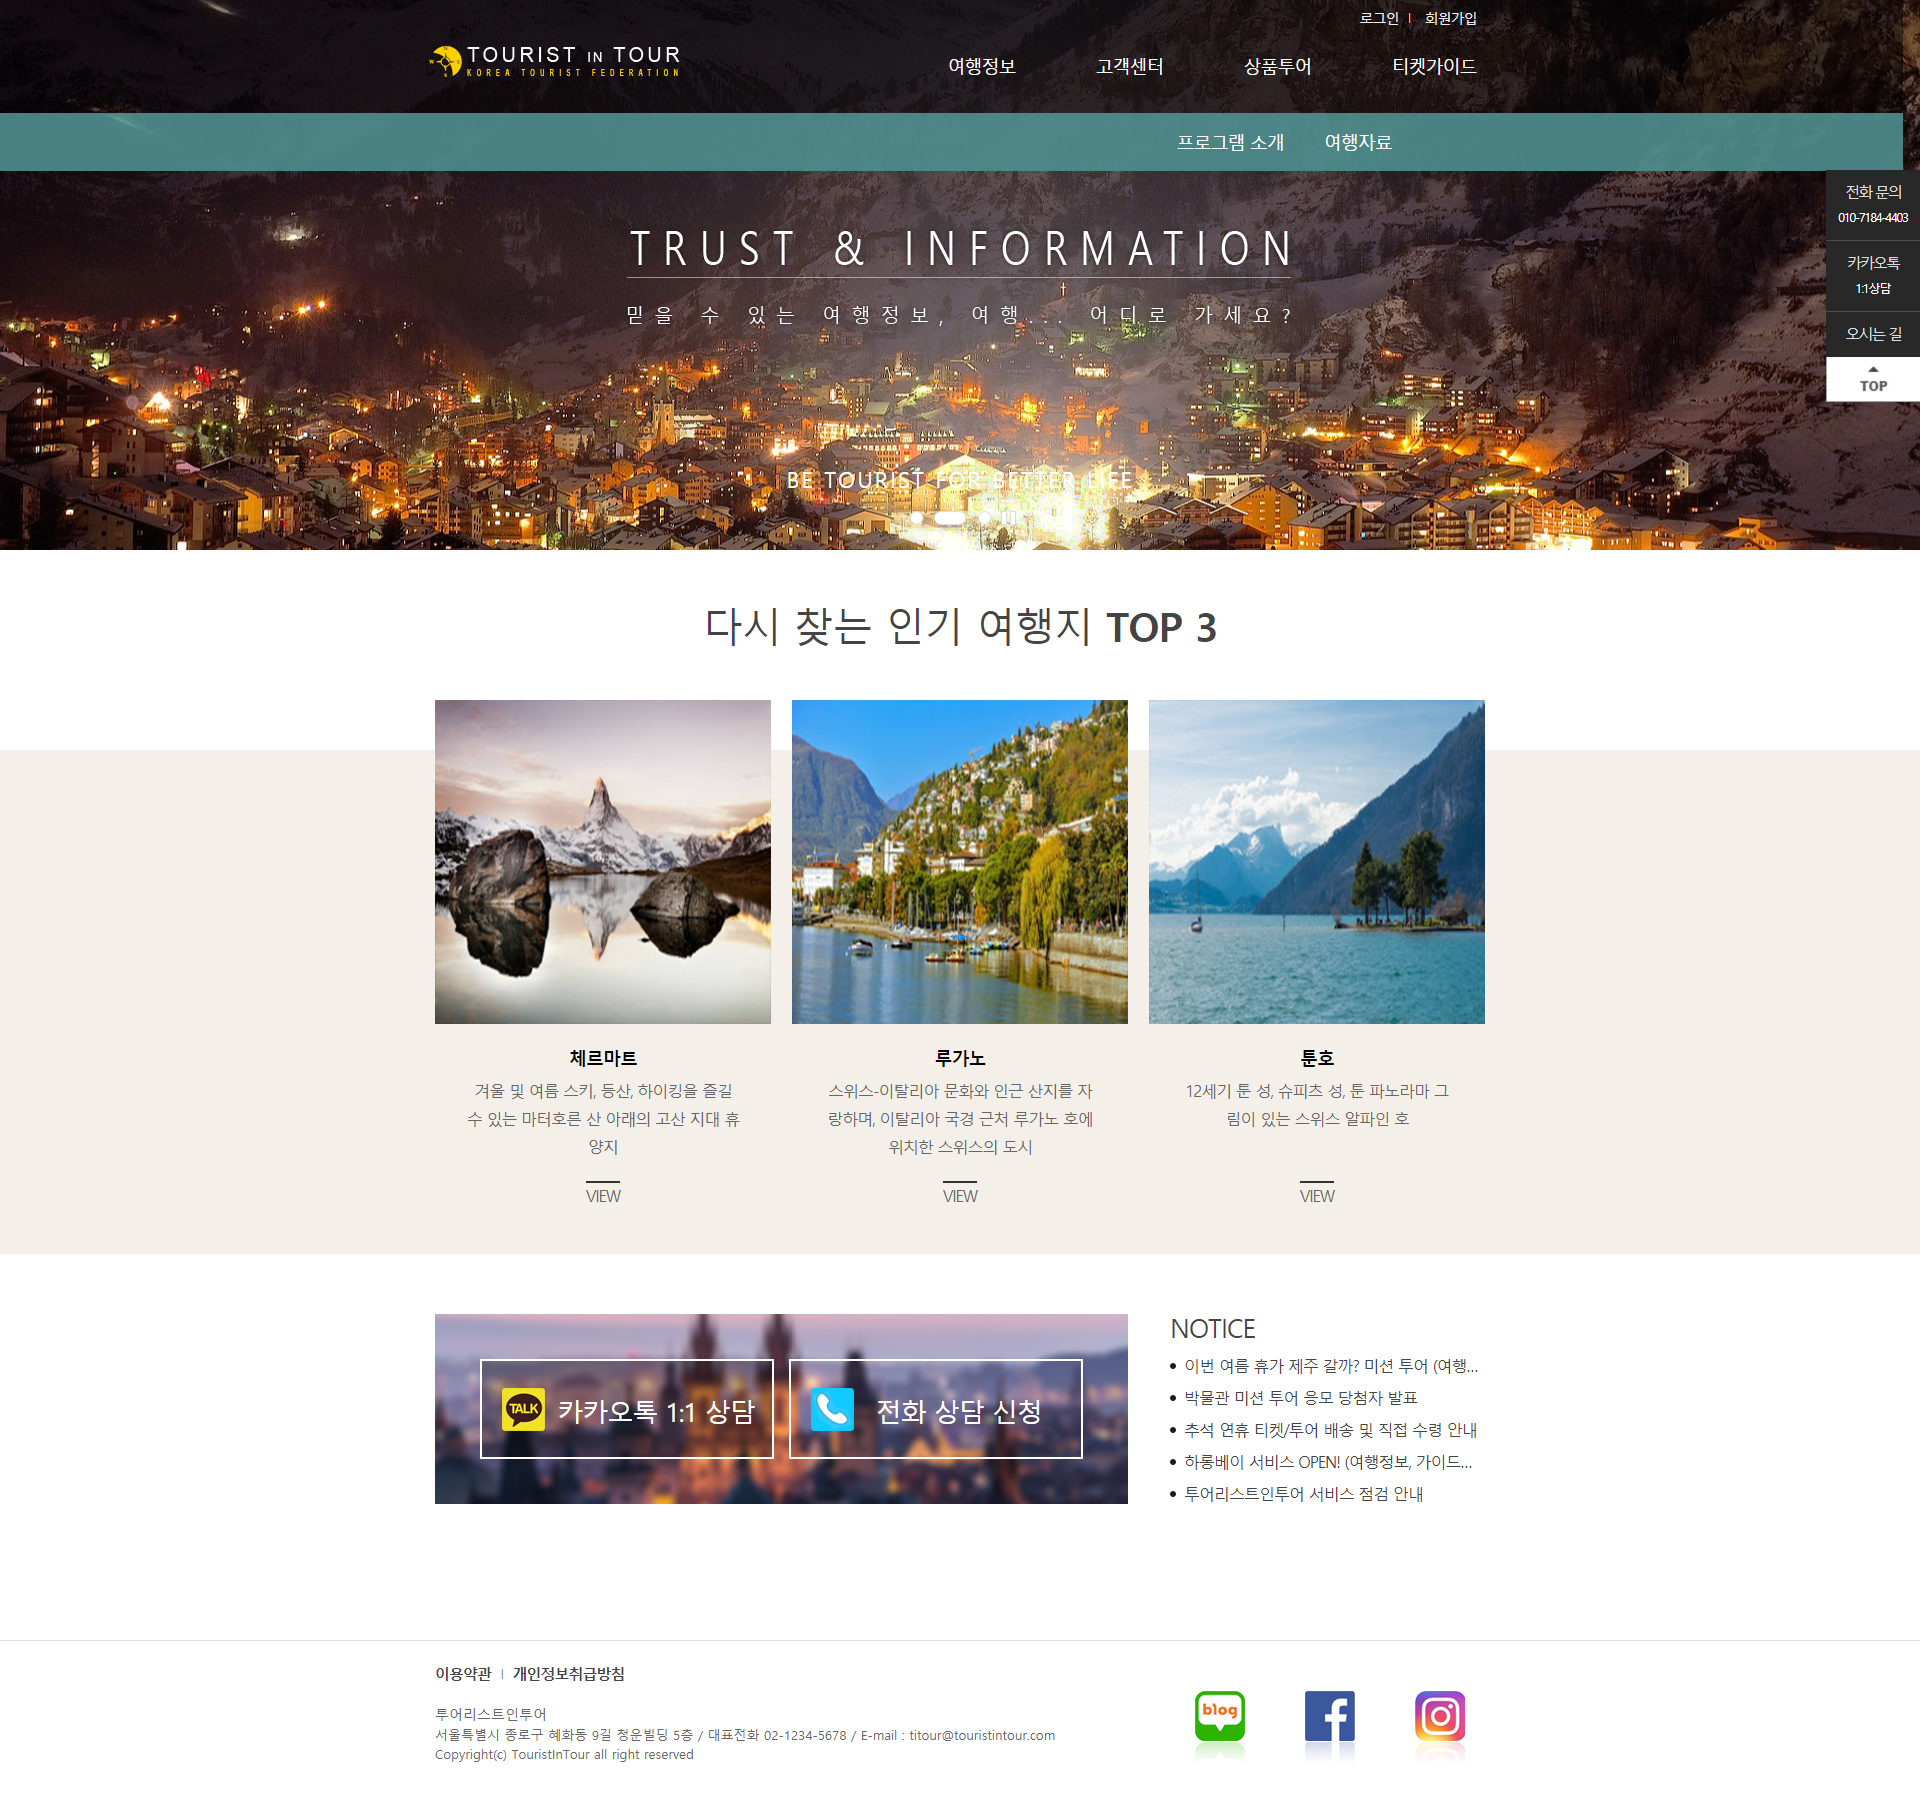 로그인 | 회원가입
TOURIST IN TOUR
KOREA TOURIST FEDERATION
여행정보 고객센터 상품투어 티켓가이드
프로그램 소개 여행자료
전화 문의
010-7184-4403
카카오톡
1:1상담
오시는 길
TOP
TRUST & INFORMATION
믿을 수 있는 여행정보, 여행... 어디로 가세요?
BE TOURIST FOR BETTER LIFE
다시 찾는 인기 여행지 TOP 3
체르마트
겨울 및 여름 스키, 등산, 하이킹을 즐길
수 있는 마터호른 산 아래의 고산 지대 휴
양지
VIEW
루가노
스위스-이탈리아 문화와 인근 산지를 자
랑하며, 이탈리아 국경 근처 루가노 호에
위치한 스위스의 도시
VIEW
툰호
12세기 툰 성, 슈피츠 성, 툰 파노라마 그
림이 있는 스위스 알파인 호
VIEW
TALK
카카오톡 1:1 상담
전화 상담 신청
NOTICE
이번 여름 휴가 제주 갈까? 미션 투어 (여행...
박물관 미션 투어 응모 당첨자 발표
추석 연휴 티켓/투어 배송 및 직접 수령 안내
하롱베이 서비스 OPEN! (여행정보, 가이드...
투어리스트인투어 서비스 점검 안내
이용약관 | 개인정보취급방침
투어리스트인투어
서울특별시 종로구 혜화동 9길 청운빌딩 5층 / 대표전화 02-1234-5678 / E-mail : titour@touristintour.com
Copyright(c) TouristInTour all right reserved
blog